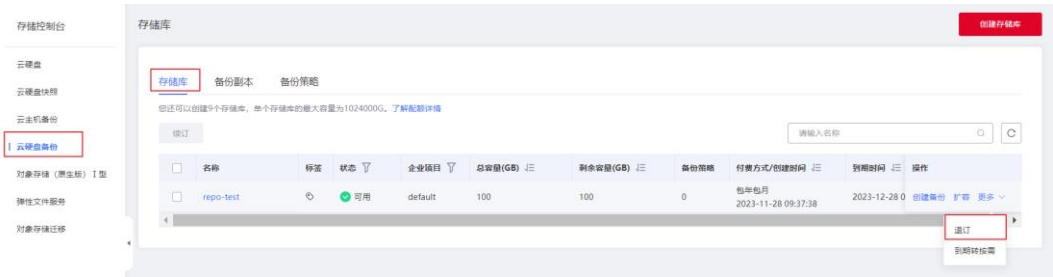 存储控制台
存储库
创建存储库
云硬盘
云硬盘快照
云主机备份
云硬盘备份
对象存储（原生版）I型
弹性文件服务
对象存储迁移
存储库 备份副本 备份策略
您还可以创建9个存储库，单个存储库的最大容量为1024000G。了解配额详情
续订
请输入名称
名称 标签 状态 企业项目 总容量(GB) 剩余容量(GB) 备份策略 付费方式/创建时间 到期时间 操作
repo-test 可用 default 100 100 0 包年包月 2023-12-28 0 创建备份 扩容 更多
2023-11-28 09:37:38
退订
到期转按需